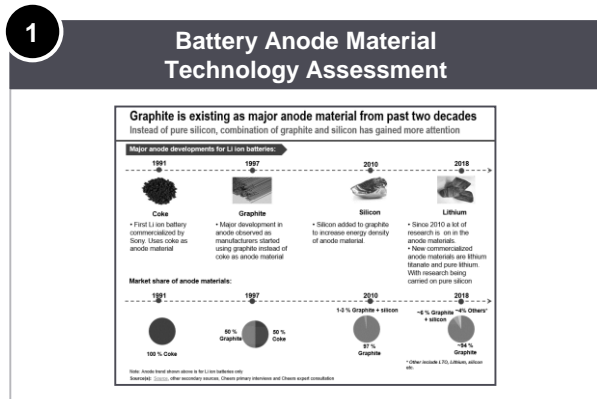 1
Battery Anode Material
Technology Assessment
Graphite is existing as major anode material from past two decades
Instead of pure silicon, combination of graphite and silicon has gained more attention
Major anode developments for Li ion batteries:
1991
1997
2010
2018
Coke
Graphite
Silicon
Lithium
• First Li ion battery
commercialized by
Sony. Uses coke as
anode material
• Major development in
anode observed as
manufacturers started
using graphite instead of
coke as anode material
• Silicon added to graphite
to increase energy density
of anode material.
• Since 2010 a lot of
research is on in the
anode materials.
• New commercialized
anode materials are lithium
titanate and pure lithium.
With research being
carried on pure silicon
Market share of anode materials:
1991
1997
2010
2018
100 % Coke
50 %
Graphite
50 %
Coke
1-3 % Graphite + silicon
97 %
Graphite
Graphite
+ silicon
~4% Others*
~94 %
Graphite
* Other include LTO, Lithium, silicon
etc.
Note: Anode trend shown above is for Li ion batteries only
Source(s): other secondary sources, Cheers primary interviews and Cheers expert consultation